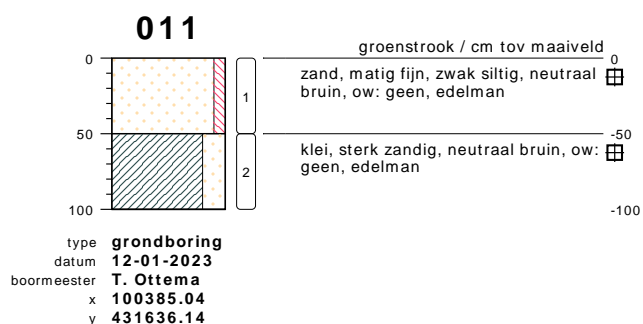 011
groenstrook / cm tov maaiveld
0
0
zand, matig fijn, zwak siltig, neutraal
bruin, ow: geen, edelman
1
50
-50
klei, sterk zandig, neutraal bruin, ow:
geen, edelman
2
100
-100
type grondboring
datum 12-01-2023
boormeester T. Ottema
x 100385.04
y 431636.14